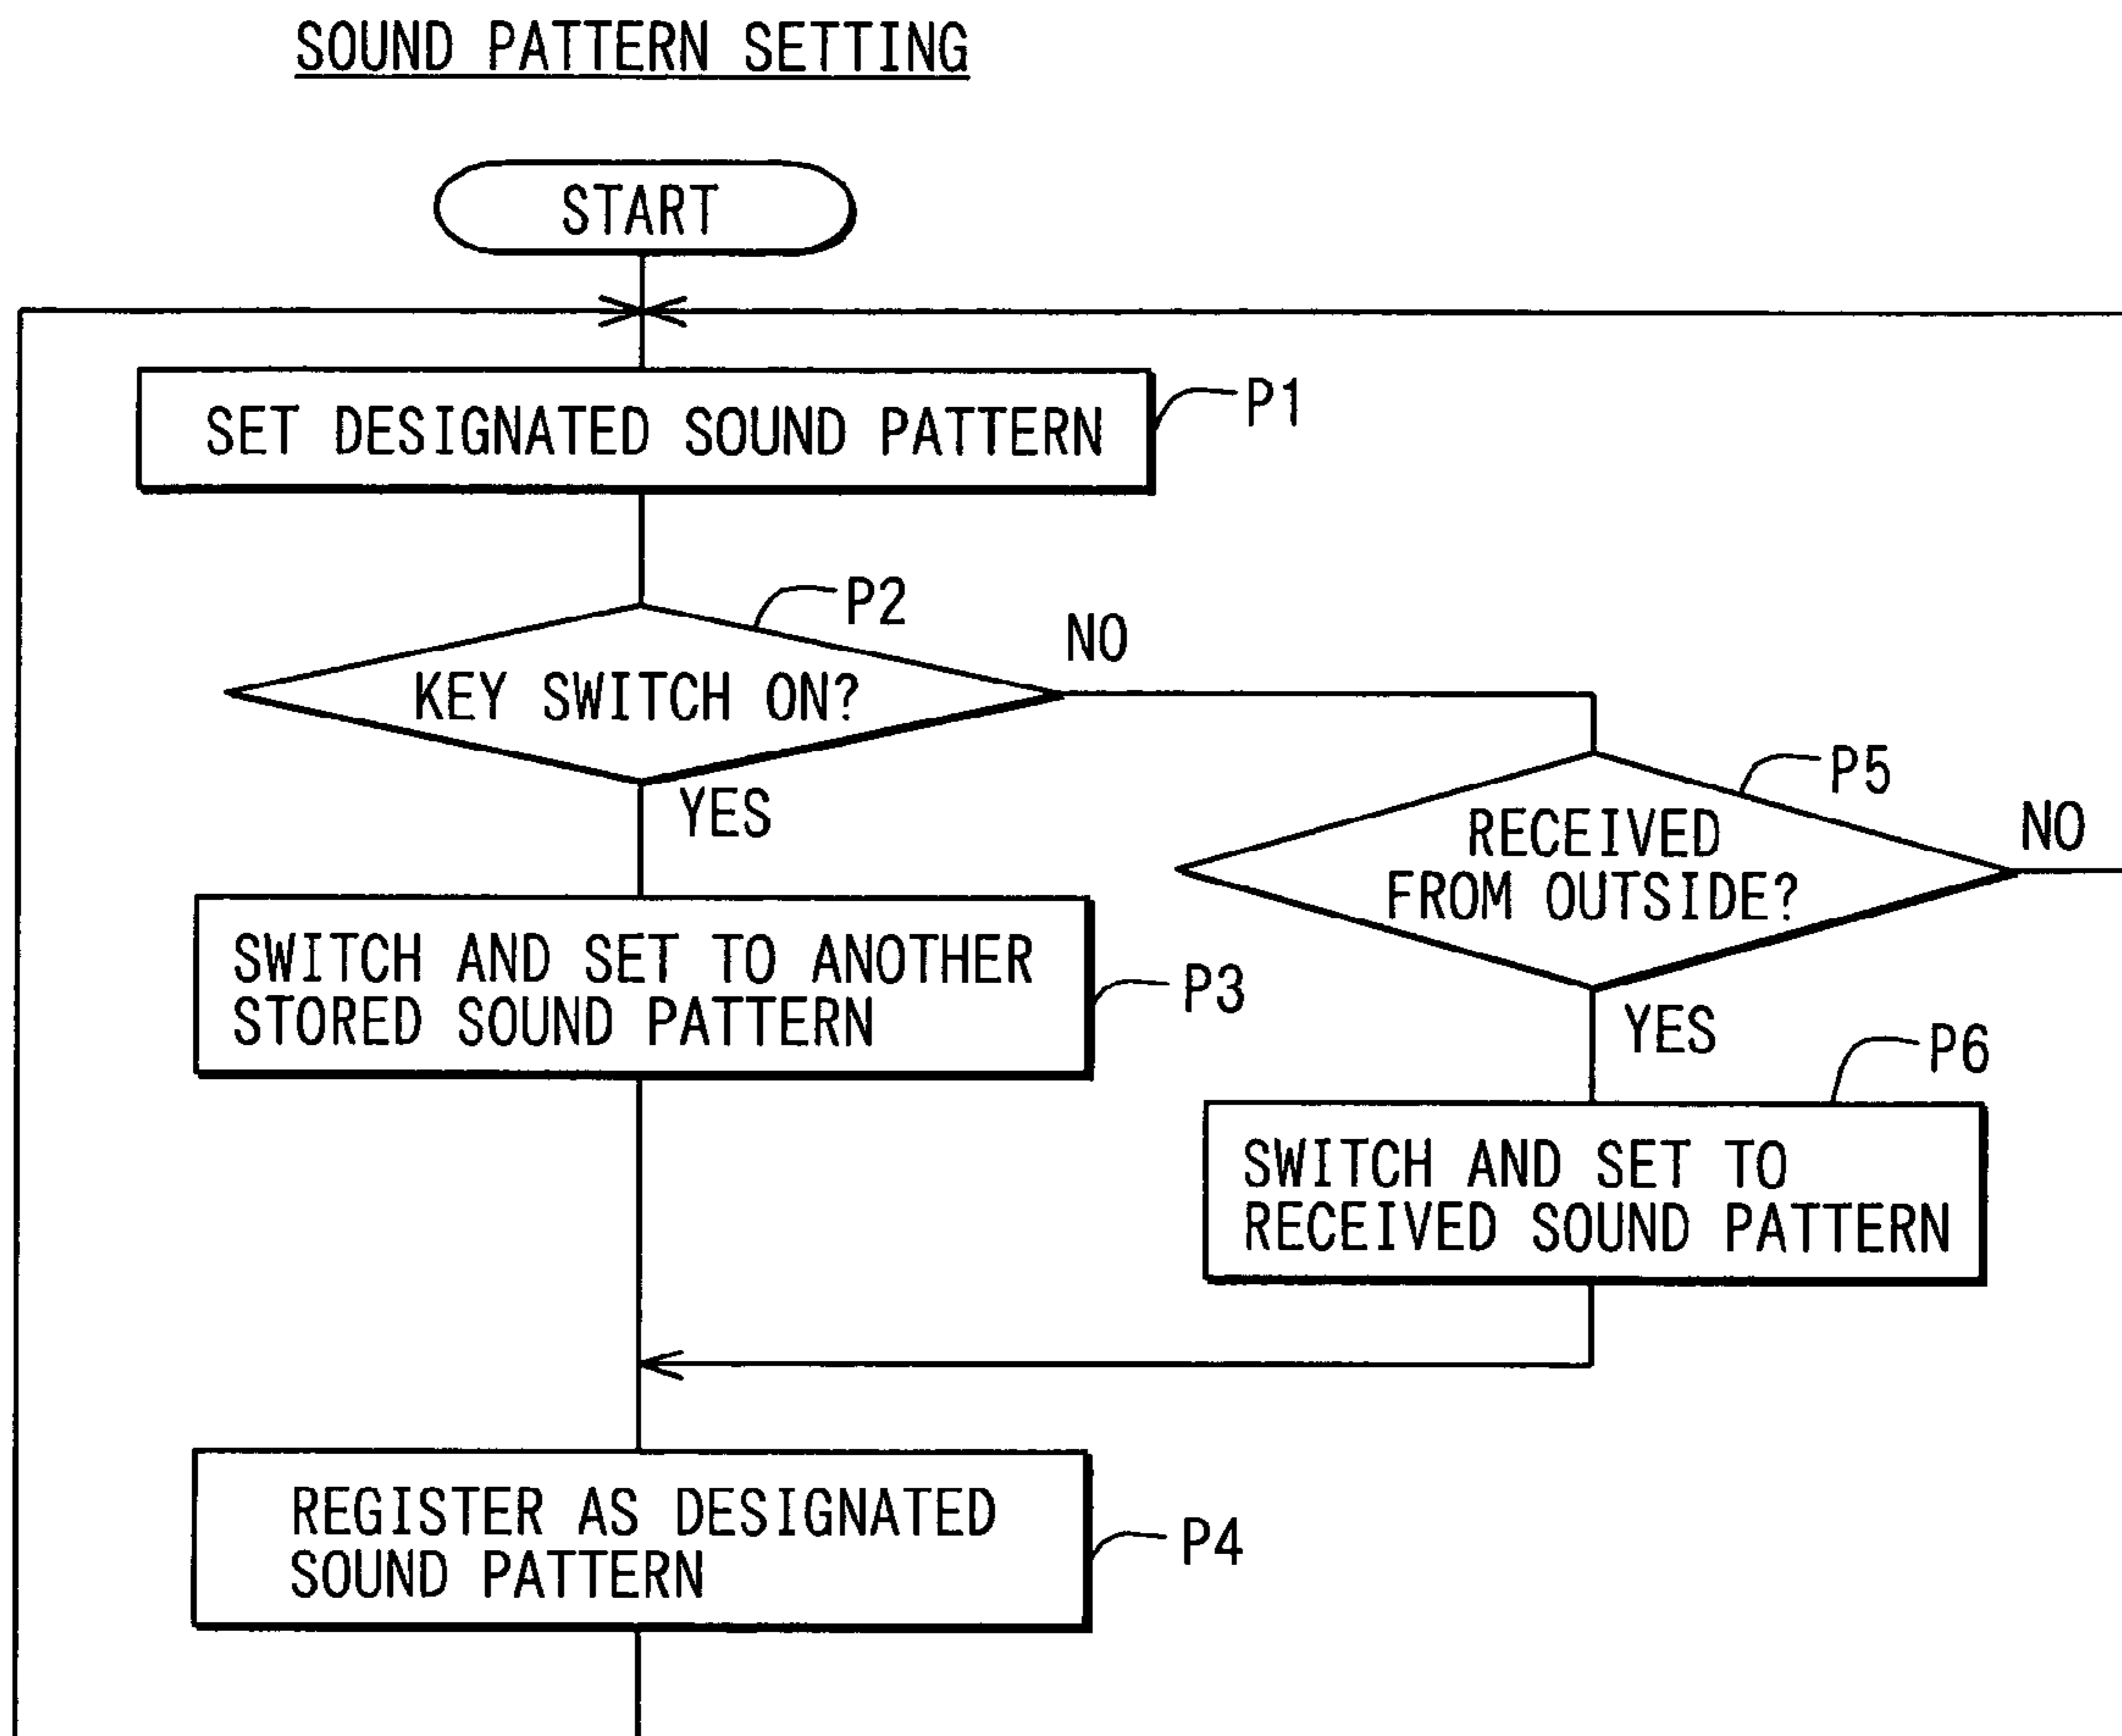 SOUND PATTERN SETTING
START
SET DESIGNATED SOUND PATTERN
P1
P2
KEY SWITCH ON?
NO
YES
P5
RECEIVED
FROM OUTSIDE?
NO
YES
SWITCH AND SET TO ANOTHER
STORED SOUND PATTERN
P3
P6
SWITCH AND SET TO
RECEIVED SOUND PATTERN
REGISTER AS DESIGNATED
SOUND PATTERN
P4